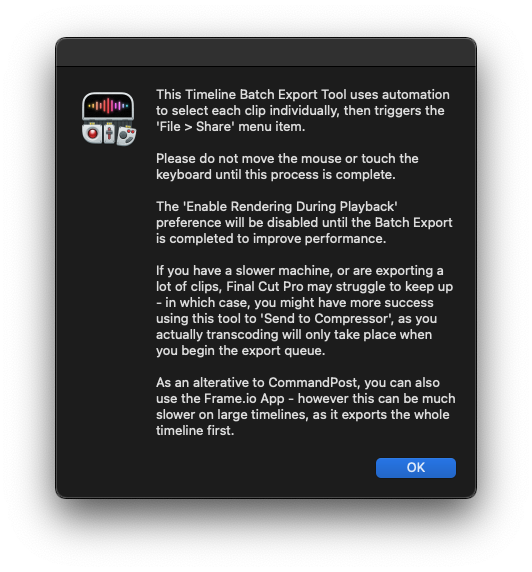 This Timeline Batch Export Tool uses automation
to select each clip individually, then triggers the
'File > Share' menu item.
Please do not move the mouse or touch the
keyboard until this process is complete.
The 'Enable Rendering During Playback'
preference will be disabled until the Batch Export
is completed to improve performance.
If you have a slower machine, or are exporting a
lot of clips, Final Cut Pro may struggle to keep up
- in which case, you might have more success
using this tool to 'Send to Compressor', as you
actually transcoding will only take place when
you begin the export queue.
As an alterative to CommandPost, you can also
use the Frame.io App - however this can be much
slower on large timelines, as it exports the whole
timeline first.
OK